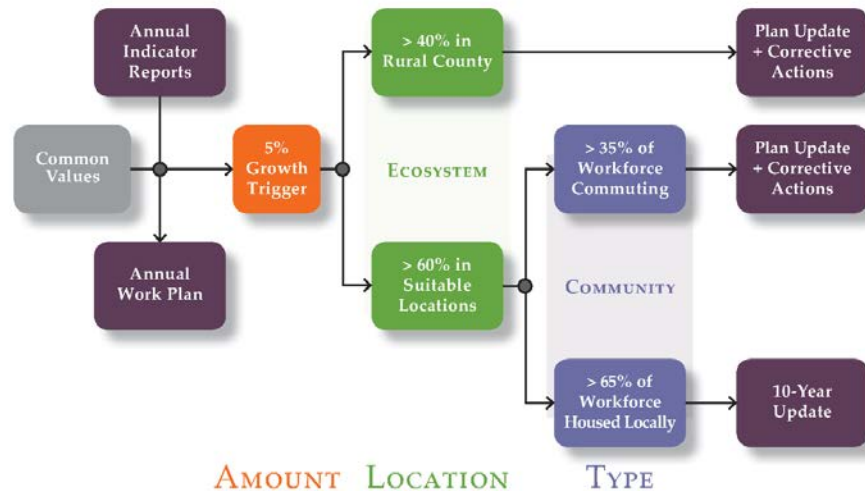 Annual
Indicator
Reports
> 40% in
Rural County
Plan Update
+ Corrective
Actions
Common
Values
5%
Growth
Trigger
ECOSYSTEM
> 35% of
Workforce
Commuting
Plan Update
+ Corrective
Actions
Annual
Work Plan
> 60% in
Suitable
Locations
COMMUNITY
> 65% of
Workforce
Housed Locally
10-Year
Update
AMOUNT LOCATION TYPE